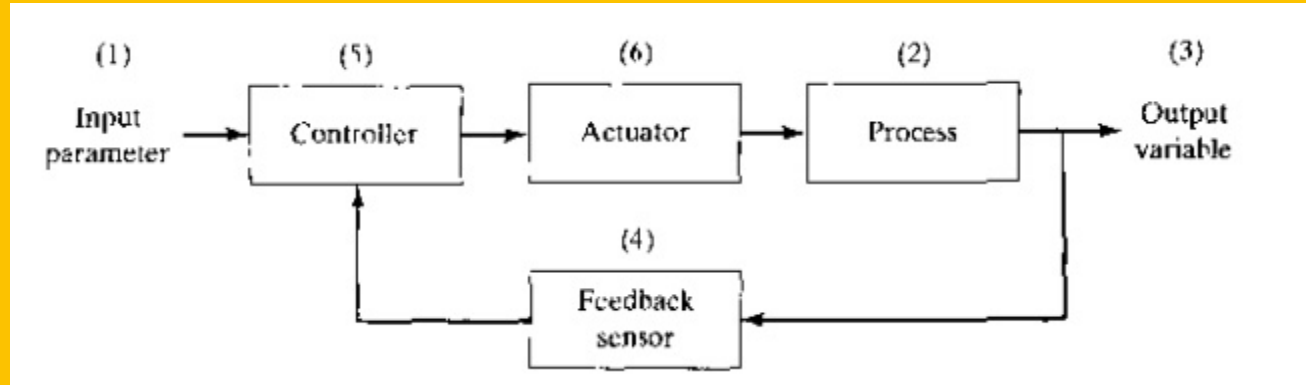 (1)
(5)
(6)
(2)
(3)
Input
parameter
Controller
Actuator
Process
Output
variable
(4)
Feedback
sensor